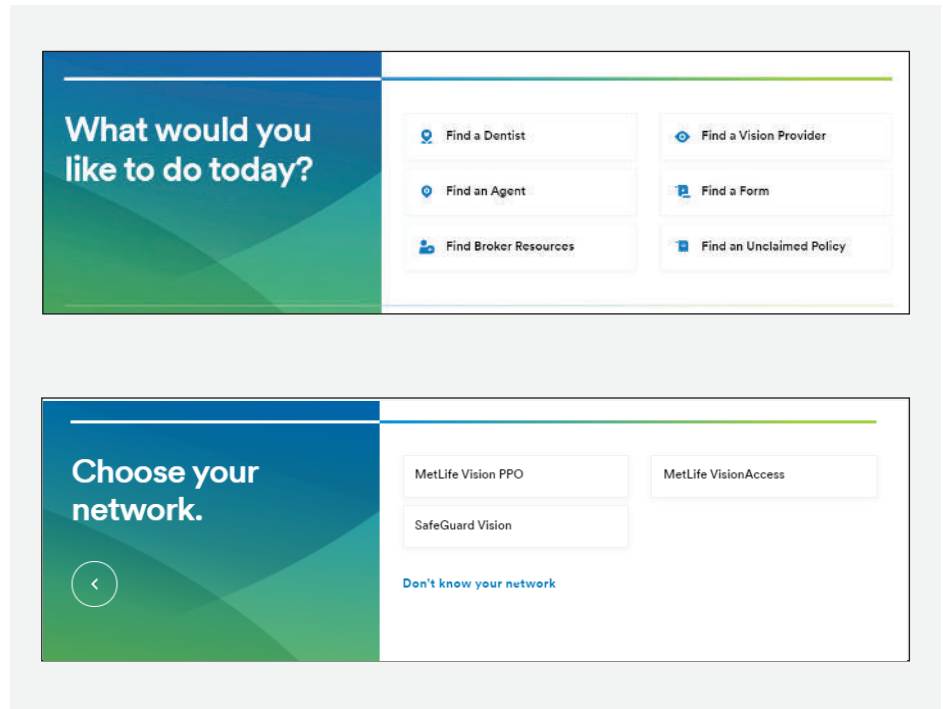 What would you
like to do today?
Find a Dentist
Find a Vision Provider
Find an Agent
Find a Form
Find Broker Resources
Find an Unclaimed Policy
Choose your
network.
MetLife Vision PPO
MetLife VisionAccess
SafeGuard Vision
Don't know your network